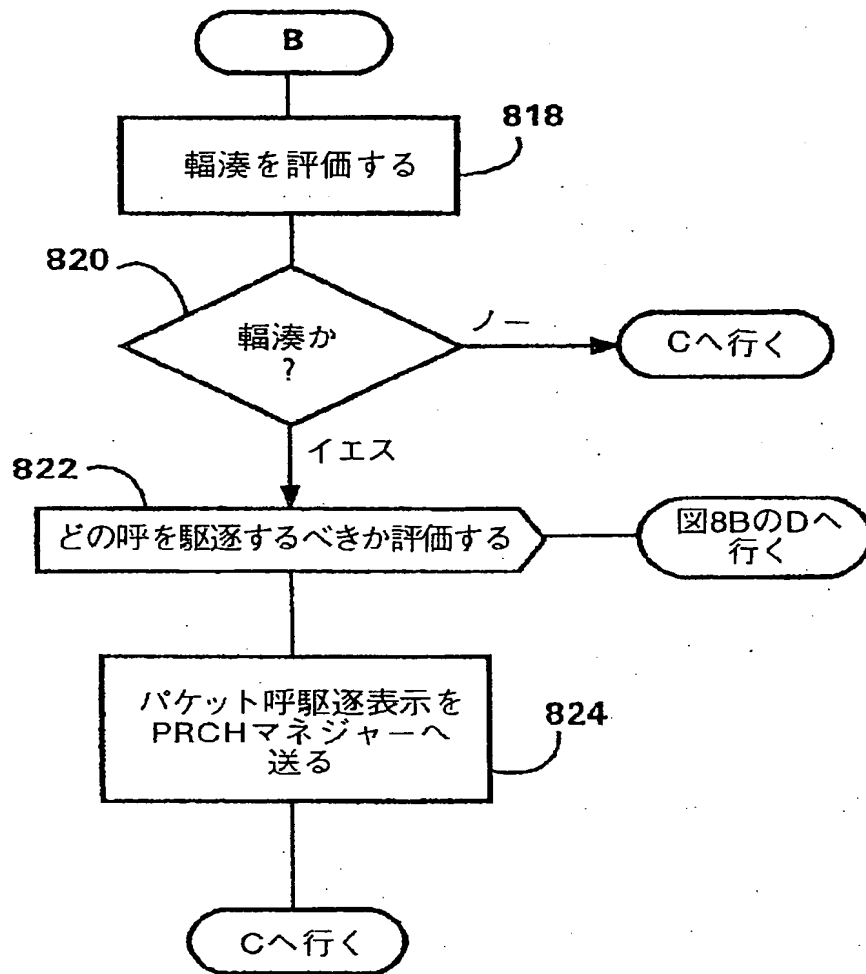 B
818
輻湊を評価する
820
輻湊か
?
ノー
Cへ行く
イエス
822
どの呼を駆逐するべきか評価する
図8BのDへ
行く
パケット呼駆逐表示を
PRCHマネジャーへ
送る
824
Cへ行く